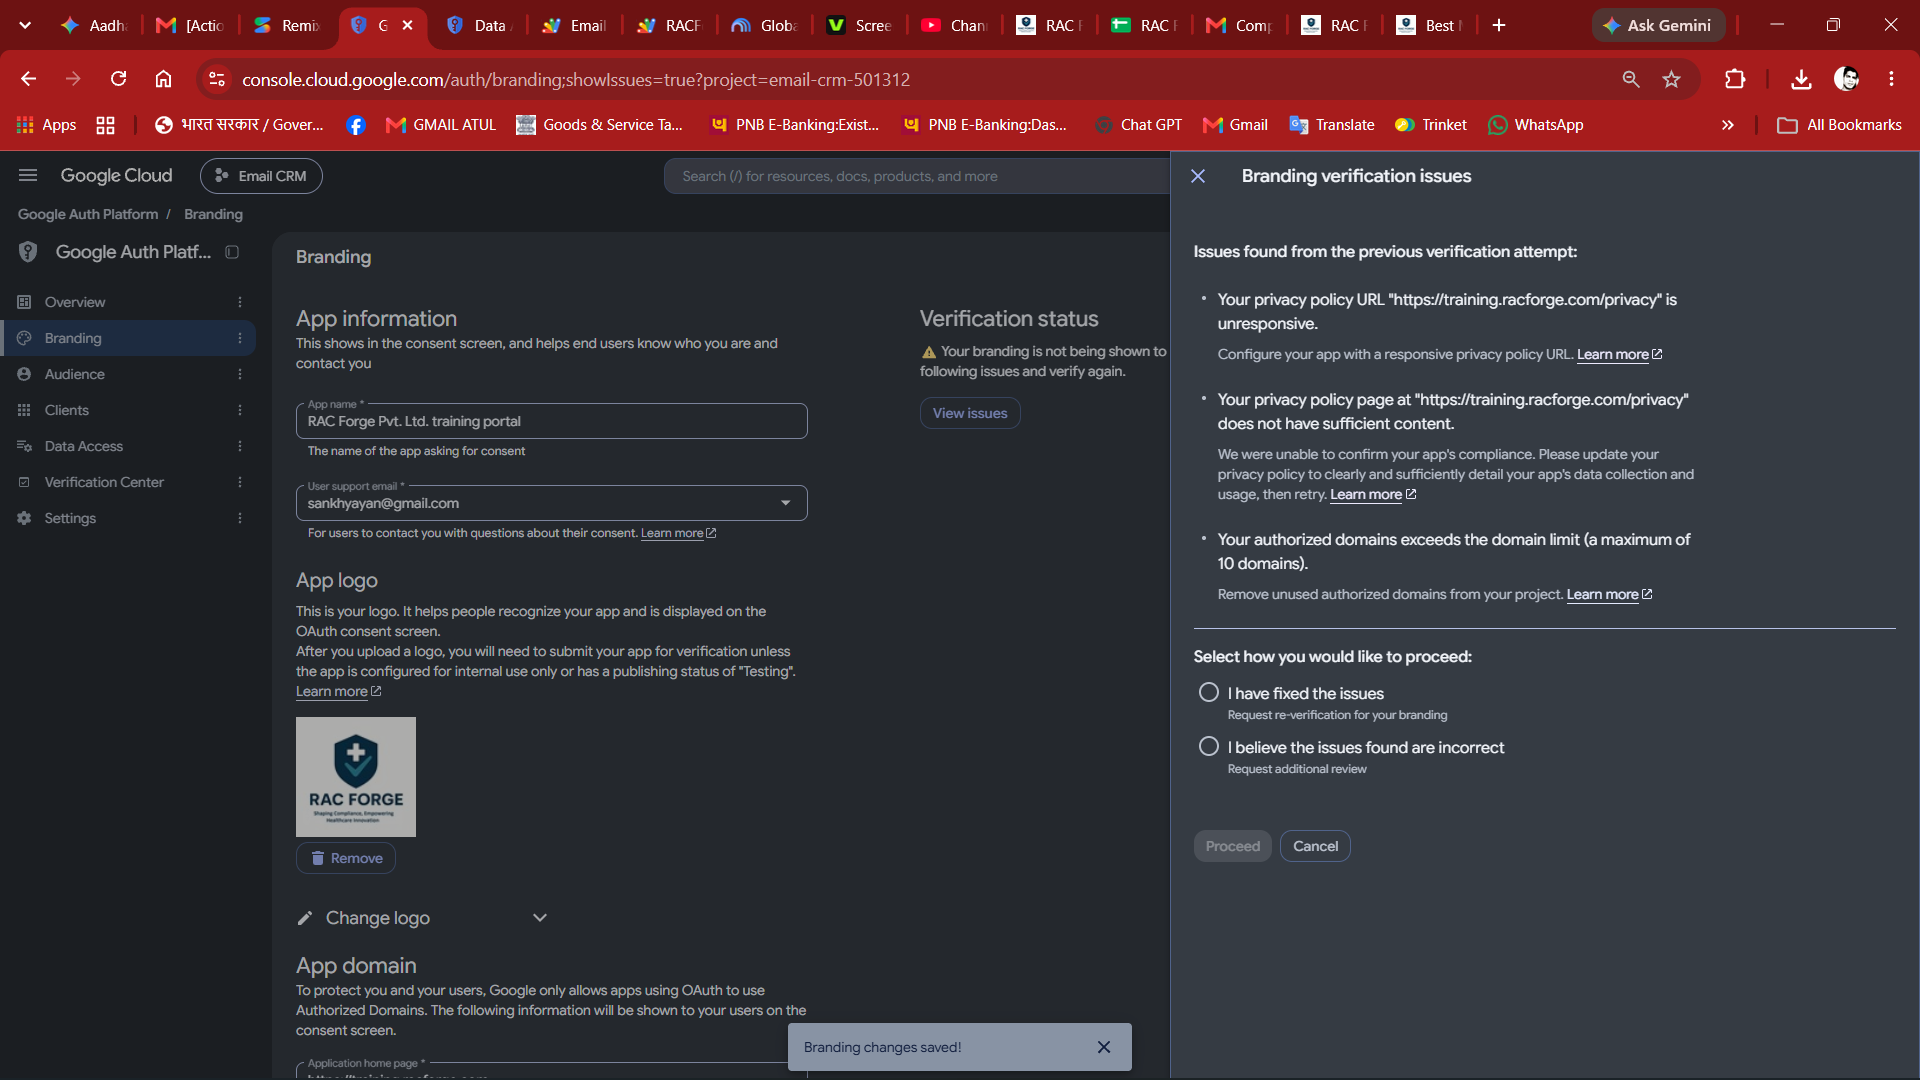 Aadha
[Actio
Remix
G
Data
Email
RACF
Globa
Scree
Chan
RAC F
RAC F
Comp
RAC F
Best
Ask Gemini
console.cloud.google.com/auth/branding;showIssues=true?project=email-crm-501312
Apps
भारत सरकार / Gover...
GMAIL ATUL
Goods & Service Ta...
PNB E-Banking:Exist...
PNB E-Banking:Das...
Chat GPT
Gmail
Translate
Trinket
WhatsApp
All Bookmarks
Google Cloud
Email CRM
Search (/) for resources, docs, products, and more
Google Auth Platform / Branding
Google Auth Platf...
Overview
Branding
Audience
Clients
Data Access
Verification Center
Settings
Branding
App information
This shows in the consent screen, and helps end users know who you are and
contact you
App name *
RAC Forge Pvt. Ltd. training portal
The name of the app asking for consent
User support email *
sankhyayan@gmail.com
For users to contact you with questions about their consent. Learn more
App logo
This is your logo. It helps people recognize your app and is displayed on the
OAuth consent screen.
After you upload a logo, you will need to submit your app for verification unless
the app is configured for internal use only or has a publishing status of "Testing".
Learn more
RAC FORGE
Shaping Compliance, Empowering
Healthcare Innovation
Remove
Change logo
App domain
To protect you and your users, Google only allows apps using OAuth to use
Authorized Domains. The following information will be shown to your users on the
consent screen.
Application home page *
Verification status
Your branding is not being shown to
following issues and verify again.
View issues
Branding changes saved!
Branding verification issues
Issues found from the previous verification attempt:
• Your privacy policy URL "https://training.racforge.com/privacy" is
unresponsive.
Configure your app with a responsive privacy policy URL. Learn more
• Your privacy policy page at "https://training.racforge.com/privacy"
does not have sufficient content.
We were unable to confirm your app's compliance. Please update your
privacy policy to clearly and sufficiently detail your app's data collection and
usage, then retry. Learn more
• Your authorized domains exceeds the domain limit (a maximum of
10 domains).
Remove unused authorized domains from your project. Learn more
Select how you would like to proceed:
I have fixed the issues
Request re-verification for your branding
I believe the issues found are incorrect
Request additional review
Proceed
Cancel